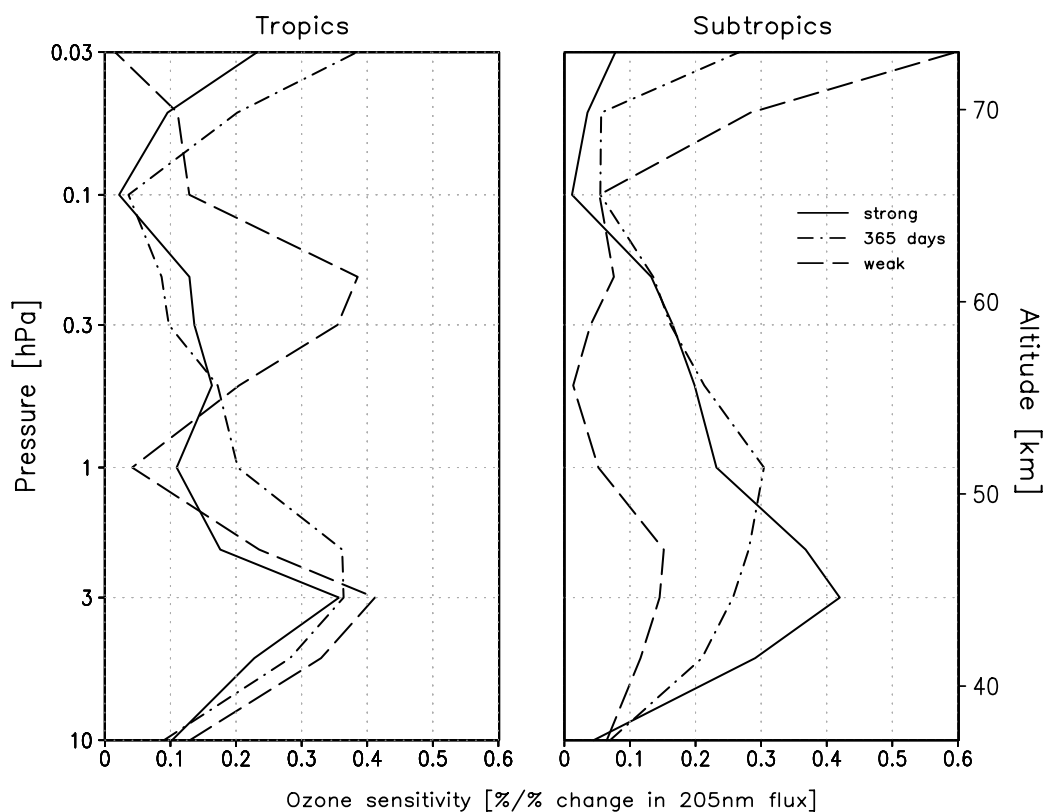 Tropics
Subtropics
0.03
0.1
0.3
1
3
10
Pressure [hPa]
0 0.1 0.2 0.3 0.4 0.5 0.6
0 0.1 0.2 0.3 0.4 0.5 0.6
strong
365 days
weak
70
60
50
40
Altitude [km]
Ozone sensitivity [%/% change in 205nm flux]